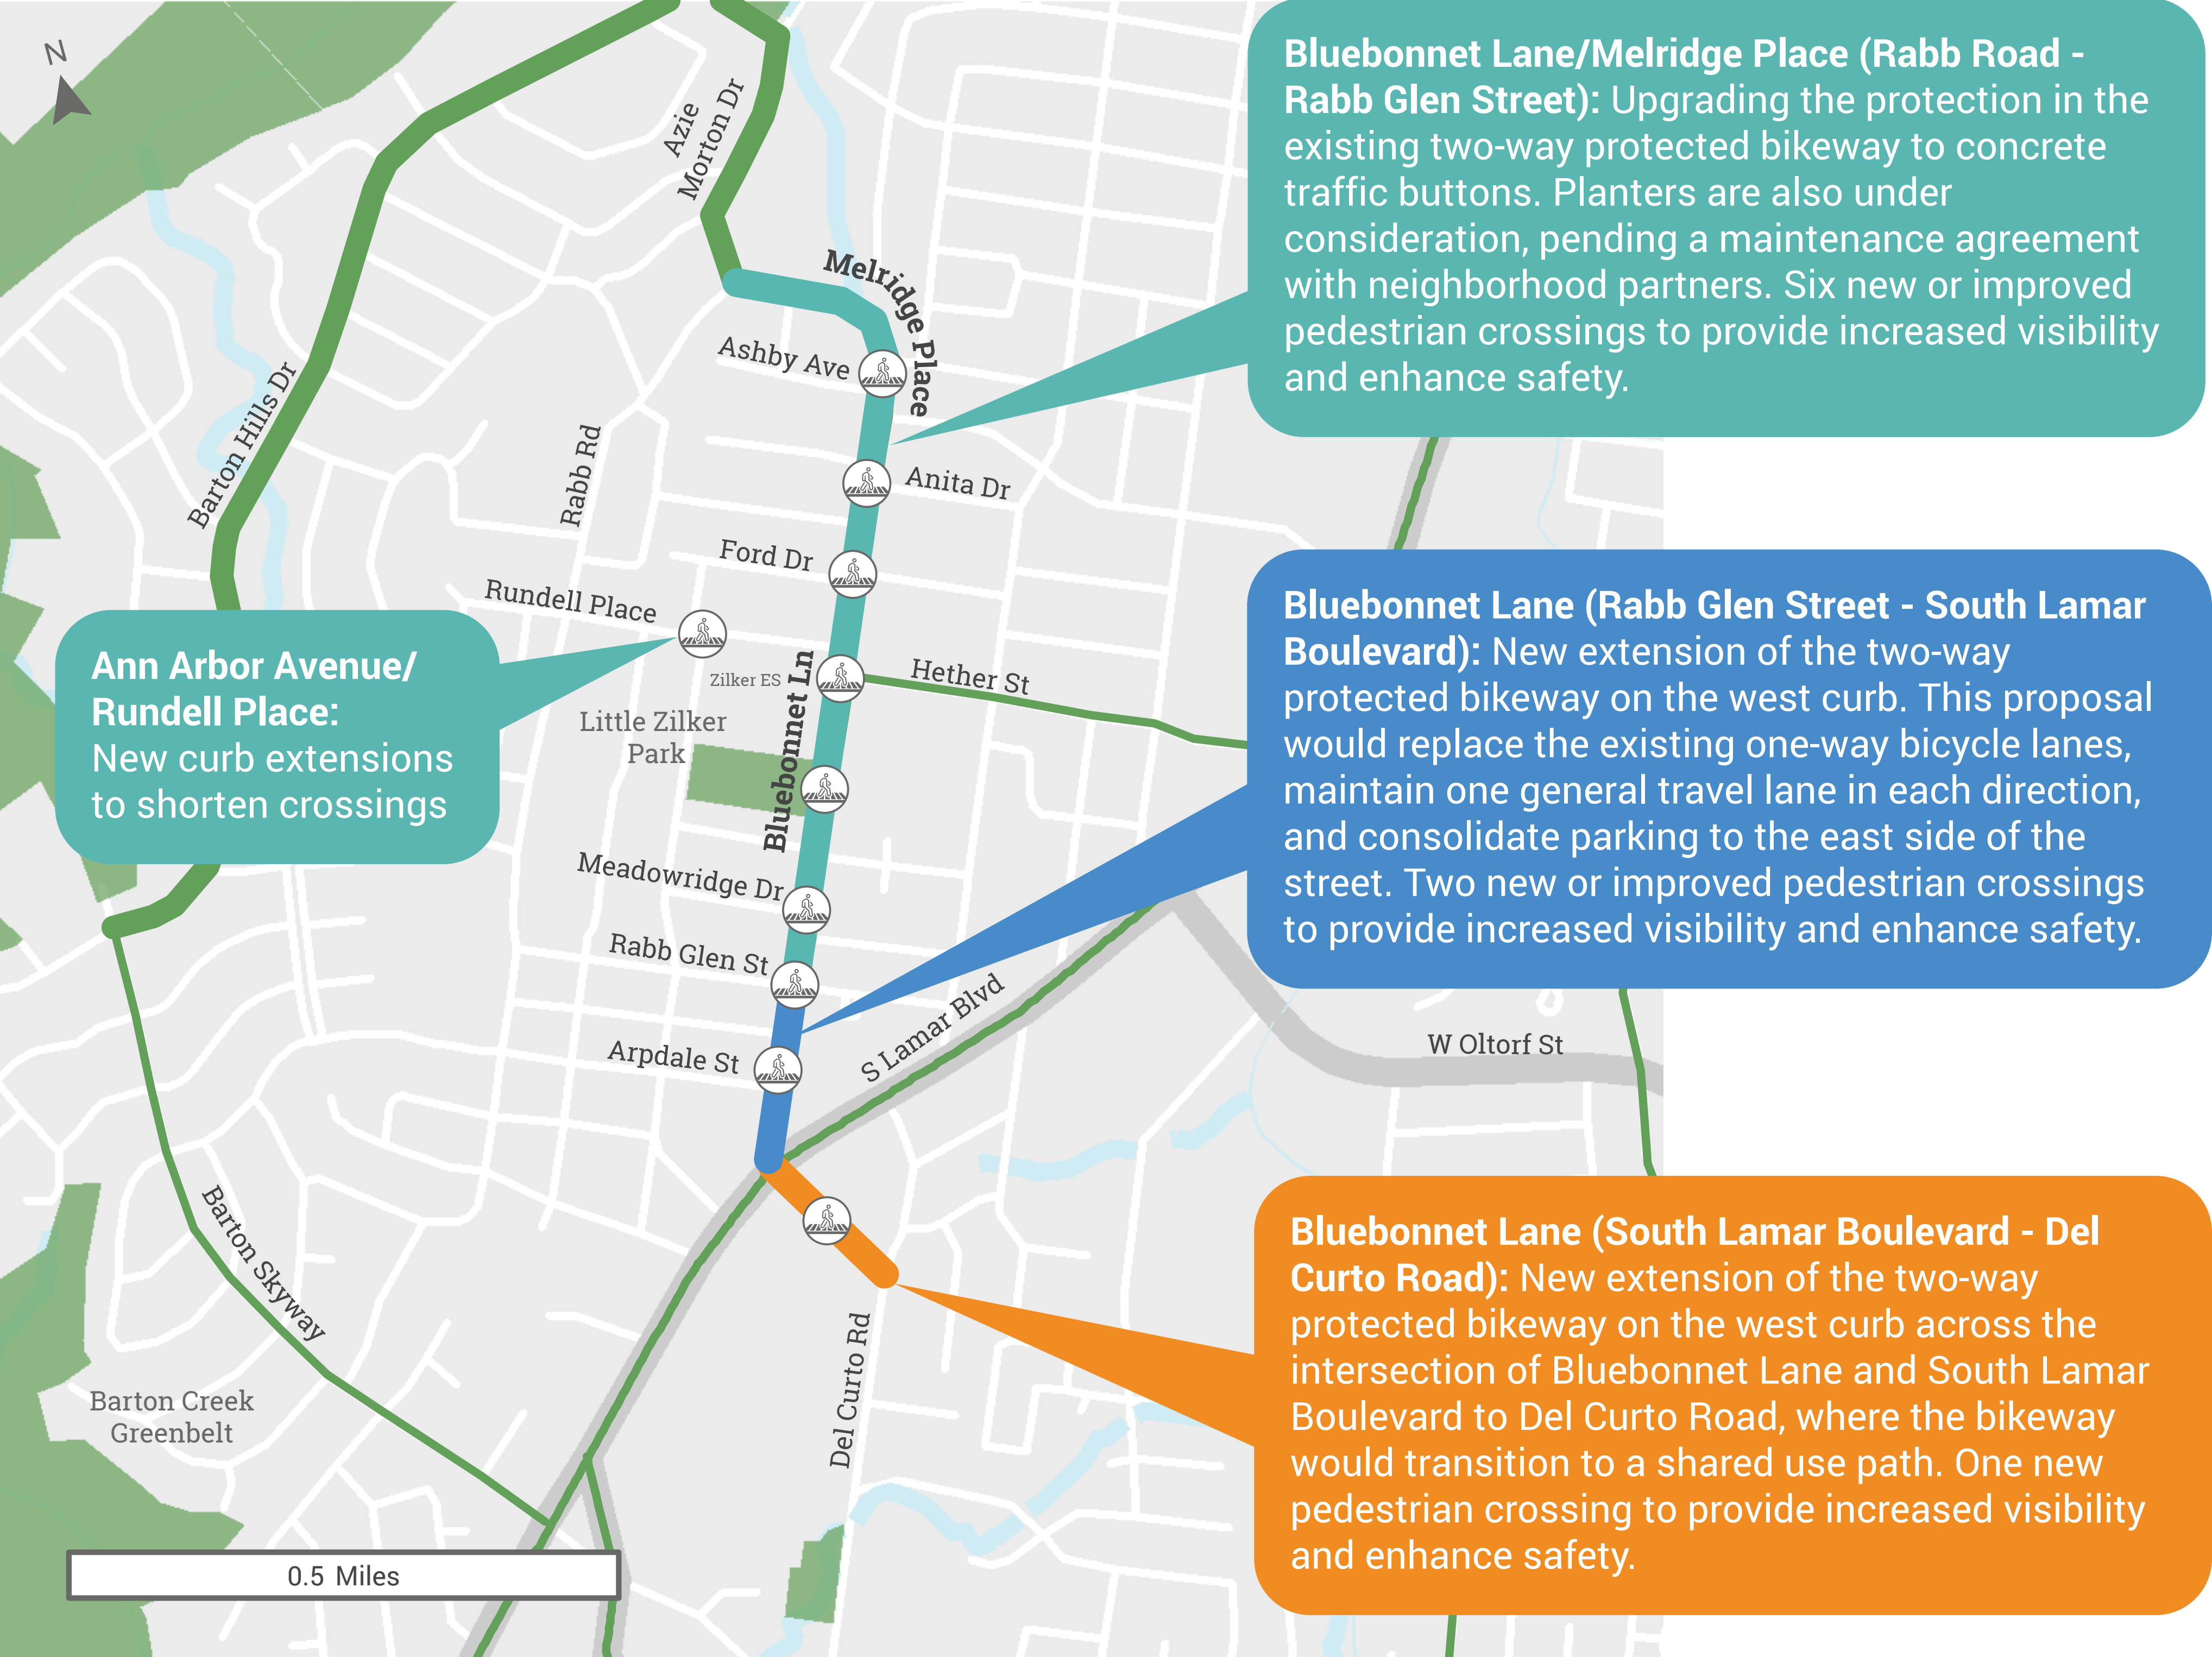 N
Azie
Morton Dr
Melridge Place
Ashby Ave
Barton Hills Dr
Rabb Rd
Anita Dr
Ford Dr
Rundell Place
Zilker ES
Bluebonnet Ln
Hether St
Little Zilker
Park
Meadowridge Dr
Rabb Glen St
S Lamar Blvd
Arpdale St
W Oltorf St
Barton Skyway
Del Curto Rd
Barton Creek
Greenbelt
0.5 Miles
Bluebonnet Lane/Melridge Place (Rabb Road -
Rabb Glen Street): Upgrading the protection in the
existing two-way protected bikeway to concrete
traffic buttons. Planters are also under
consideration, pending a maintenance agreement
with neighborhood partners. Six new or improved
pedestrian crossings to provide increased visibility
and enhance safety.
Ann Arbor Avenue/
Rundell Place:
New curb extensions
to shorten crossings
Bluebonnet Lane (Rabb Glen Street - South Lamar
Boulevard): New extension of the two-way
protected bikeway on the west curb. This proposal
would replace the existing one-way bicycle lanes,
maintain one general travel lane in each direction,
and consolidate parking to the east side of the
street. Two new or improved pedestrian crossings
to provide increased visibility and enhance safety.
Bluebonnet Lane (South Lamar Boulevard - Del
Curto Road): New extension of the two-way
protected bikeway on the west curb across the
intersection of Bluebonnet Lane and South Lamar
Boulevard to Del Curto Road, where the bikeway
would transition to a shared use path. One new
pedestrian crossing to provide increased visibility
and enhance safety.